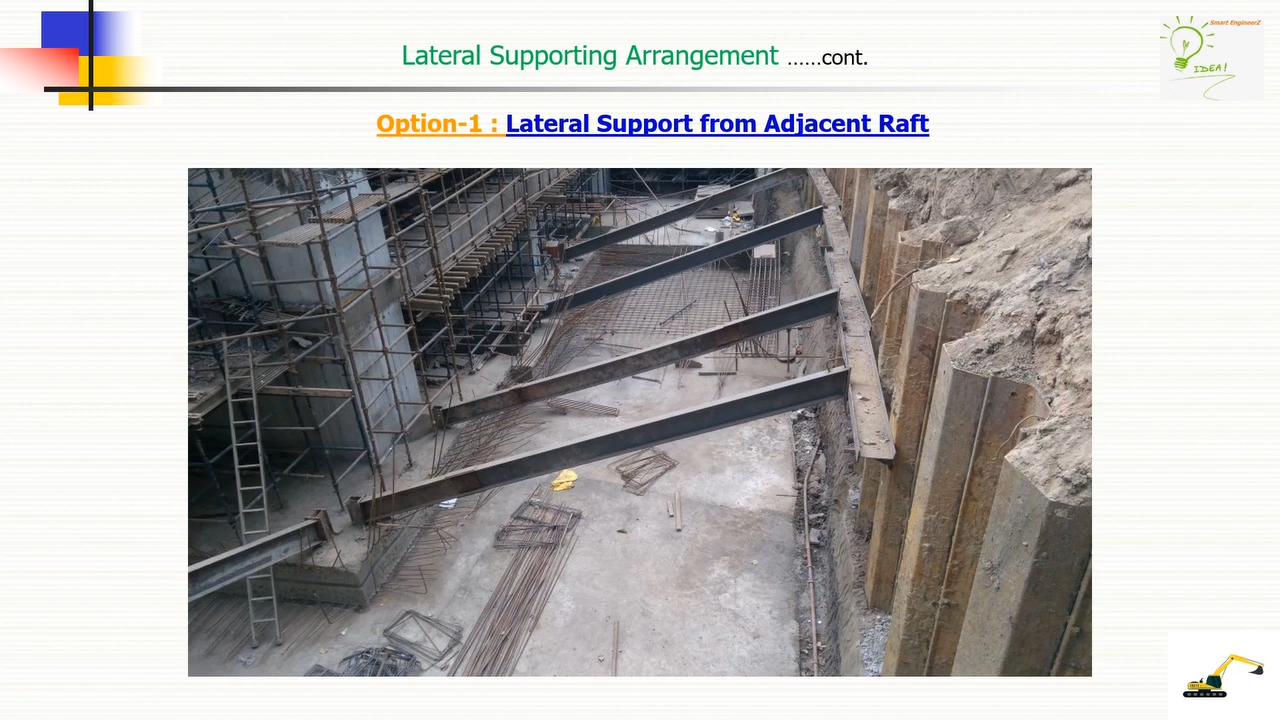 Lateral Supporting Arrangement ......cont.
Smart EngineerZ
IDEA!
Option-1 : Lateral Support from Adjacent Raft